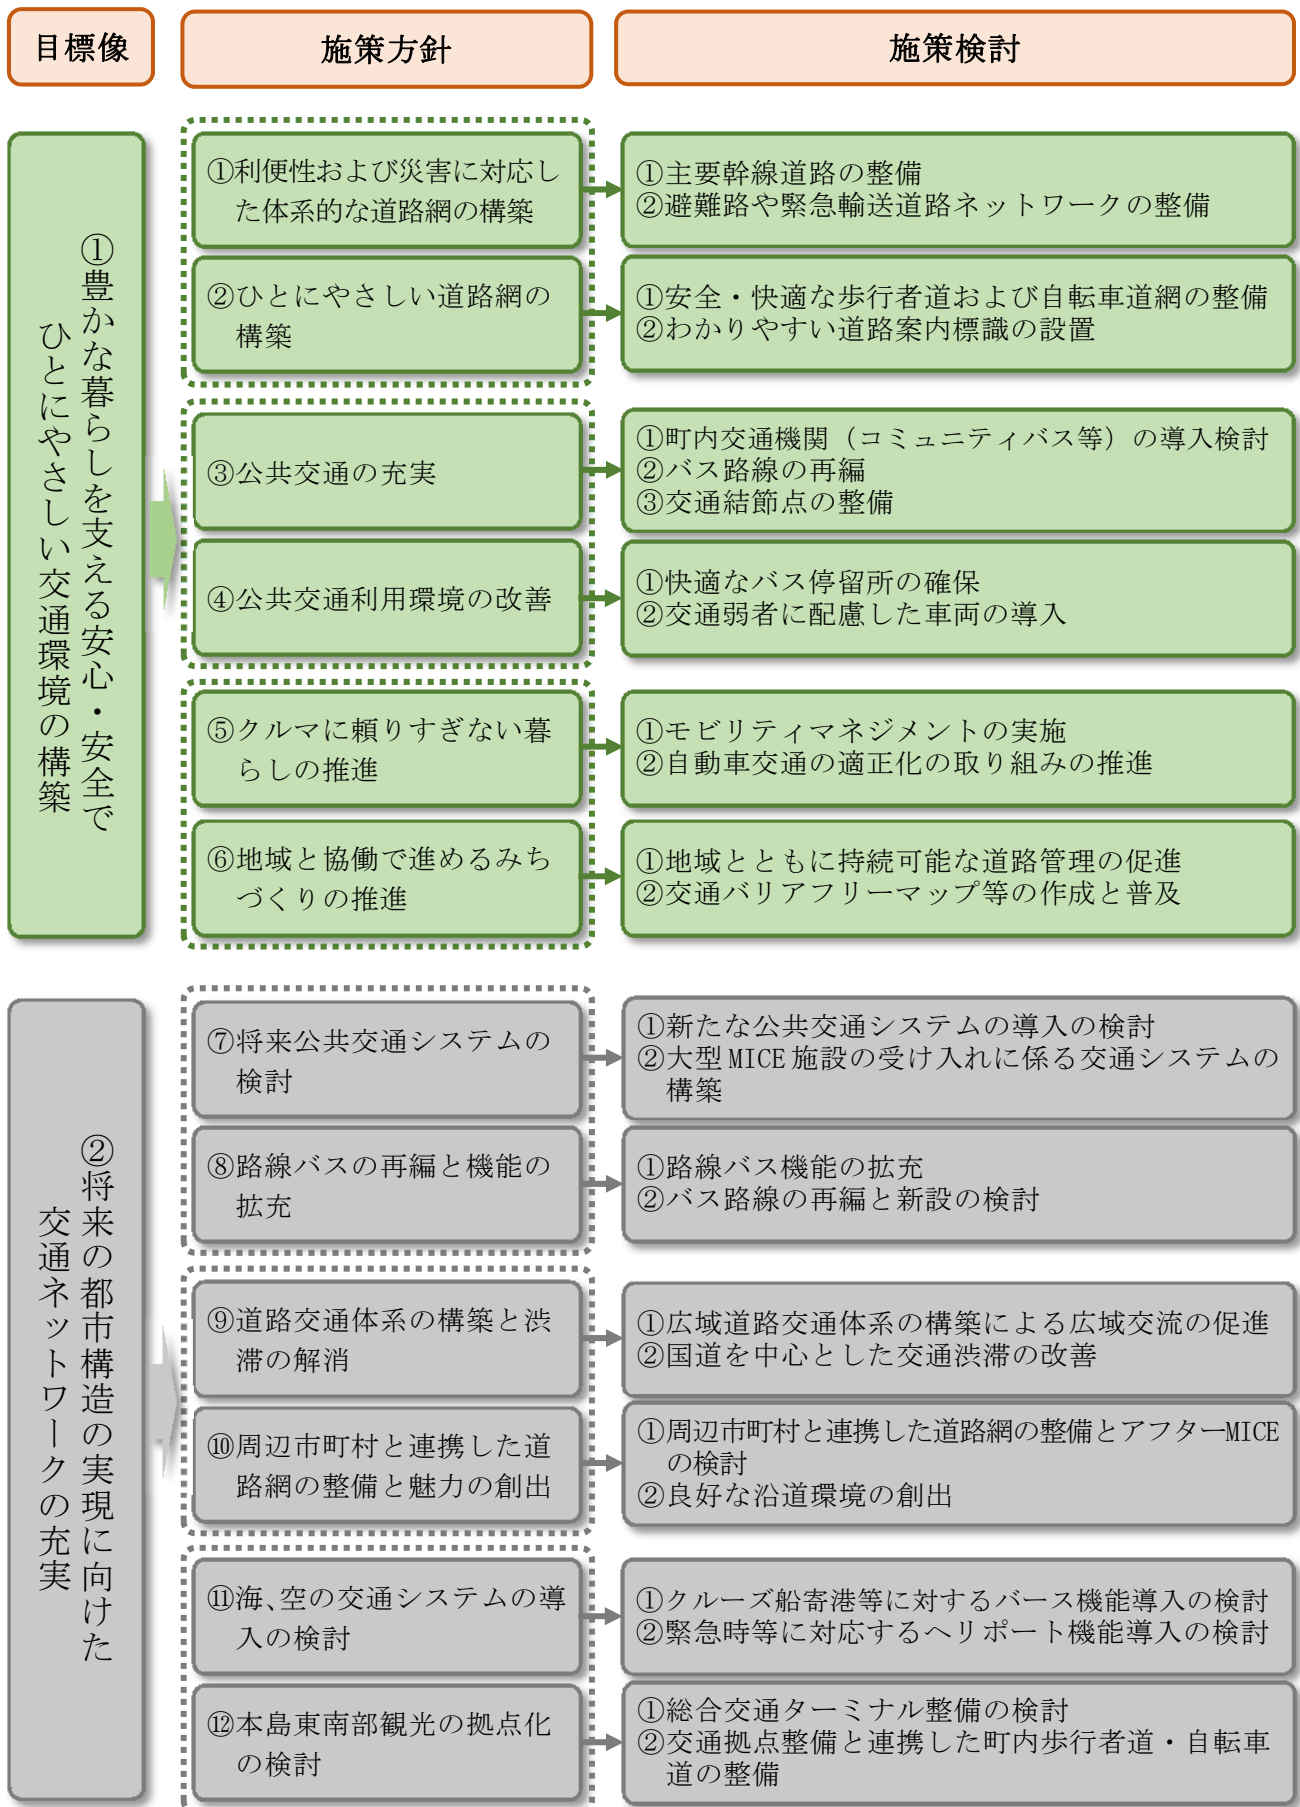 目標像
施策方針
施策検討
①豊かな暮らしを支える安心・安全で
ひとにやさしい交通環境の構築
①利便性および災害に対応し
た体系的な道路網の構築
①主要幹線道路の整備
②避難路や緊急輸送道路ネットワークの整備
②ひとにやさしい道路網の
構築
①安全・快適な歩行者道および自転車道網の整備
②わかりやすい道路案内標識の設置
③公共交通の充実
①町内交通機関（コミュニティバス等）の導入検討
②バス路線の再編
③交通結節点の整備
④公共交通利用環境の改善
①快適なバス停留所の確保
②交通弱者に配慮した車両の導入
⑤クルマに頼りすぎない暮
らしの推進
①モビリティマネジメントの実施
②自動車交通の適正化の取り組みの推進
⑥地域と協働で進めるみち
づくりの推進
①地域とともに持続可能な道路管理の促進
②交通バリアフリーマップ等の作成と普及
②将来の都市構造の実現に向けた
交通ネットワークの充実
⑦将来公共交通システムの
検討
①新たな公共交通システムの導入の検討
②大型 MICE 施設の受け入れに係る交通システムの
構築
⑧路線バスの再編と機能の
拡充
①路線バス機能の拡充
②バス路線の再編と新設の検討
⑨道路交通体系の構築と渋
滞の解消
①広域道路交通体系の構築による広域交流の促進
②国道を中心とした交通渋滞の改善
⑩周辺市町村と連携した道
路網の整備と魅力の創出
①周辺市町村と連携した道路網の整備とアフターMICE
の検討
②良好な沿道環境の創出
⑪海、空の交通システムの導
入の検討
①クルーズ船寄港等に対するバース機能導入の検討
②緊急時等に対応するヘリポート機能導入の検討
⑫本島東南部観光の拠点化
の検討
①総合交通ターミナル整備の検討
②交通拠点整備と連携した町内歩行者道・自転車
道の整備